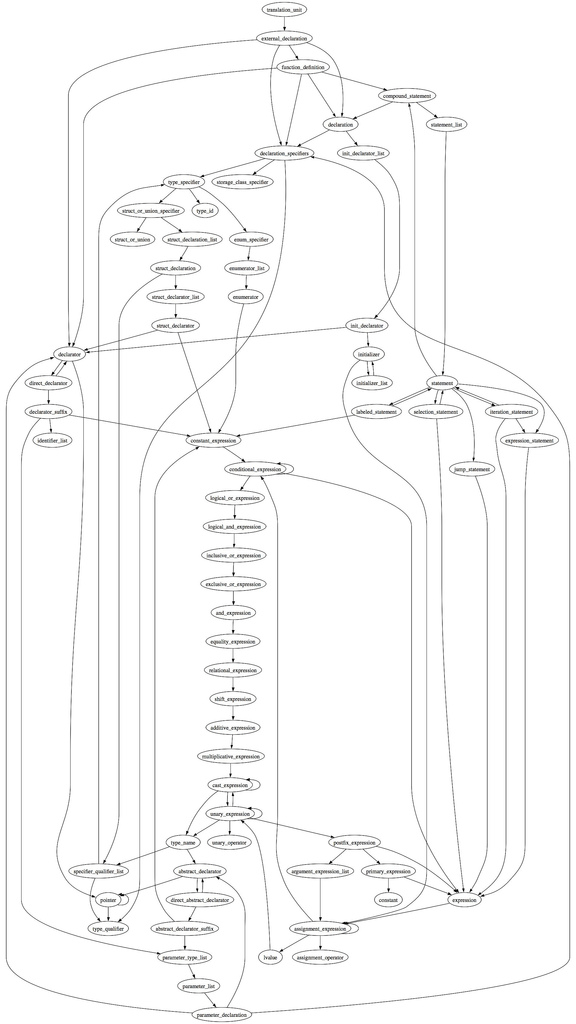 translation_unit
external_declaration
function_definition
compound_statement
declaration
statement_list
declaration_specifiers
init_declarator_list
type_specifier
storage_class_specifier
struct_or_union_specifier
type_id
struct_or_union
struct_declaration_list
enum_specifier
struct_declaration
enumerator_list
struct_declarator_list
enumerator
struct_declarator
init_declarator
declarator
initializer
direct_declarator
initializer_list
statement
declarator_suffix
labeled_statement
selection_statement
iteration_statement
identifier_list
constant_expression
expression_statement
conditional_expression
jump_statement
logical_or_expression
logical_and_expression
inclusive_or_expression
exclusive_or_expression
and_expression
equality_expression
relational_expression
shift_expression
additive_expression
multiplicative_expression
cast_expression
unary_expression
type_name
unary_operator
postfix_expression
specifier_qualifier_list
abstract_declarator
argument_expression_list
primary_expression
pointer
direct_abstract_declarator
constant
expression
type_qualifier
abstract_declarator_suffix
assignment_expression
parameter_type_list
lvalue
assignment_operator
parameter_list
parameter_declaration